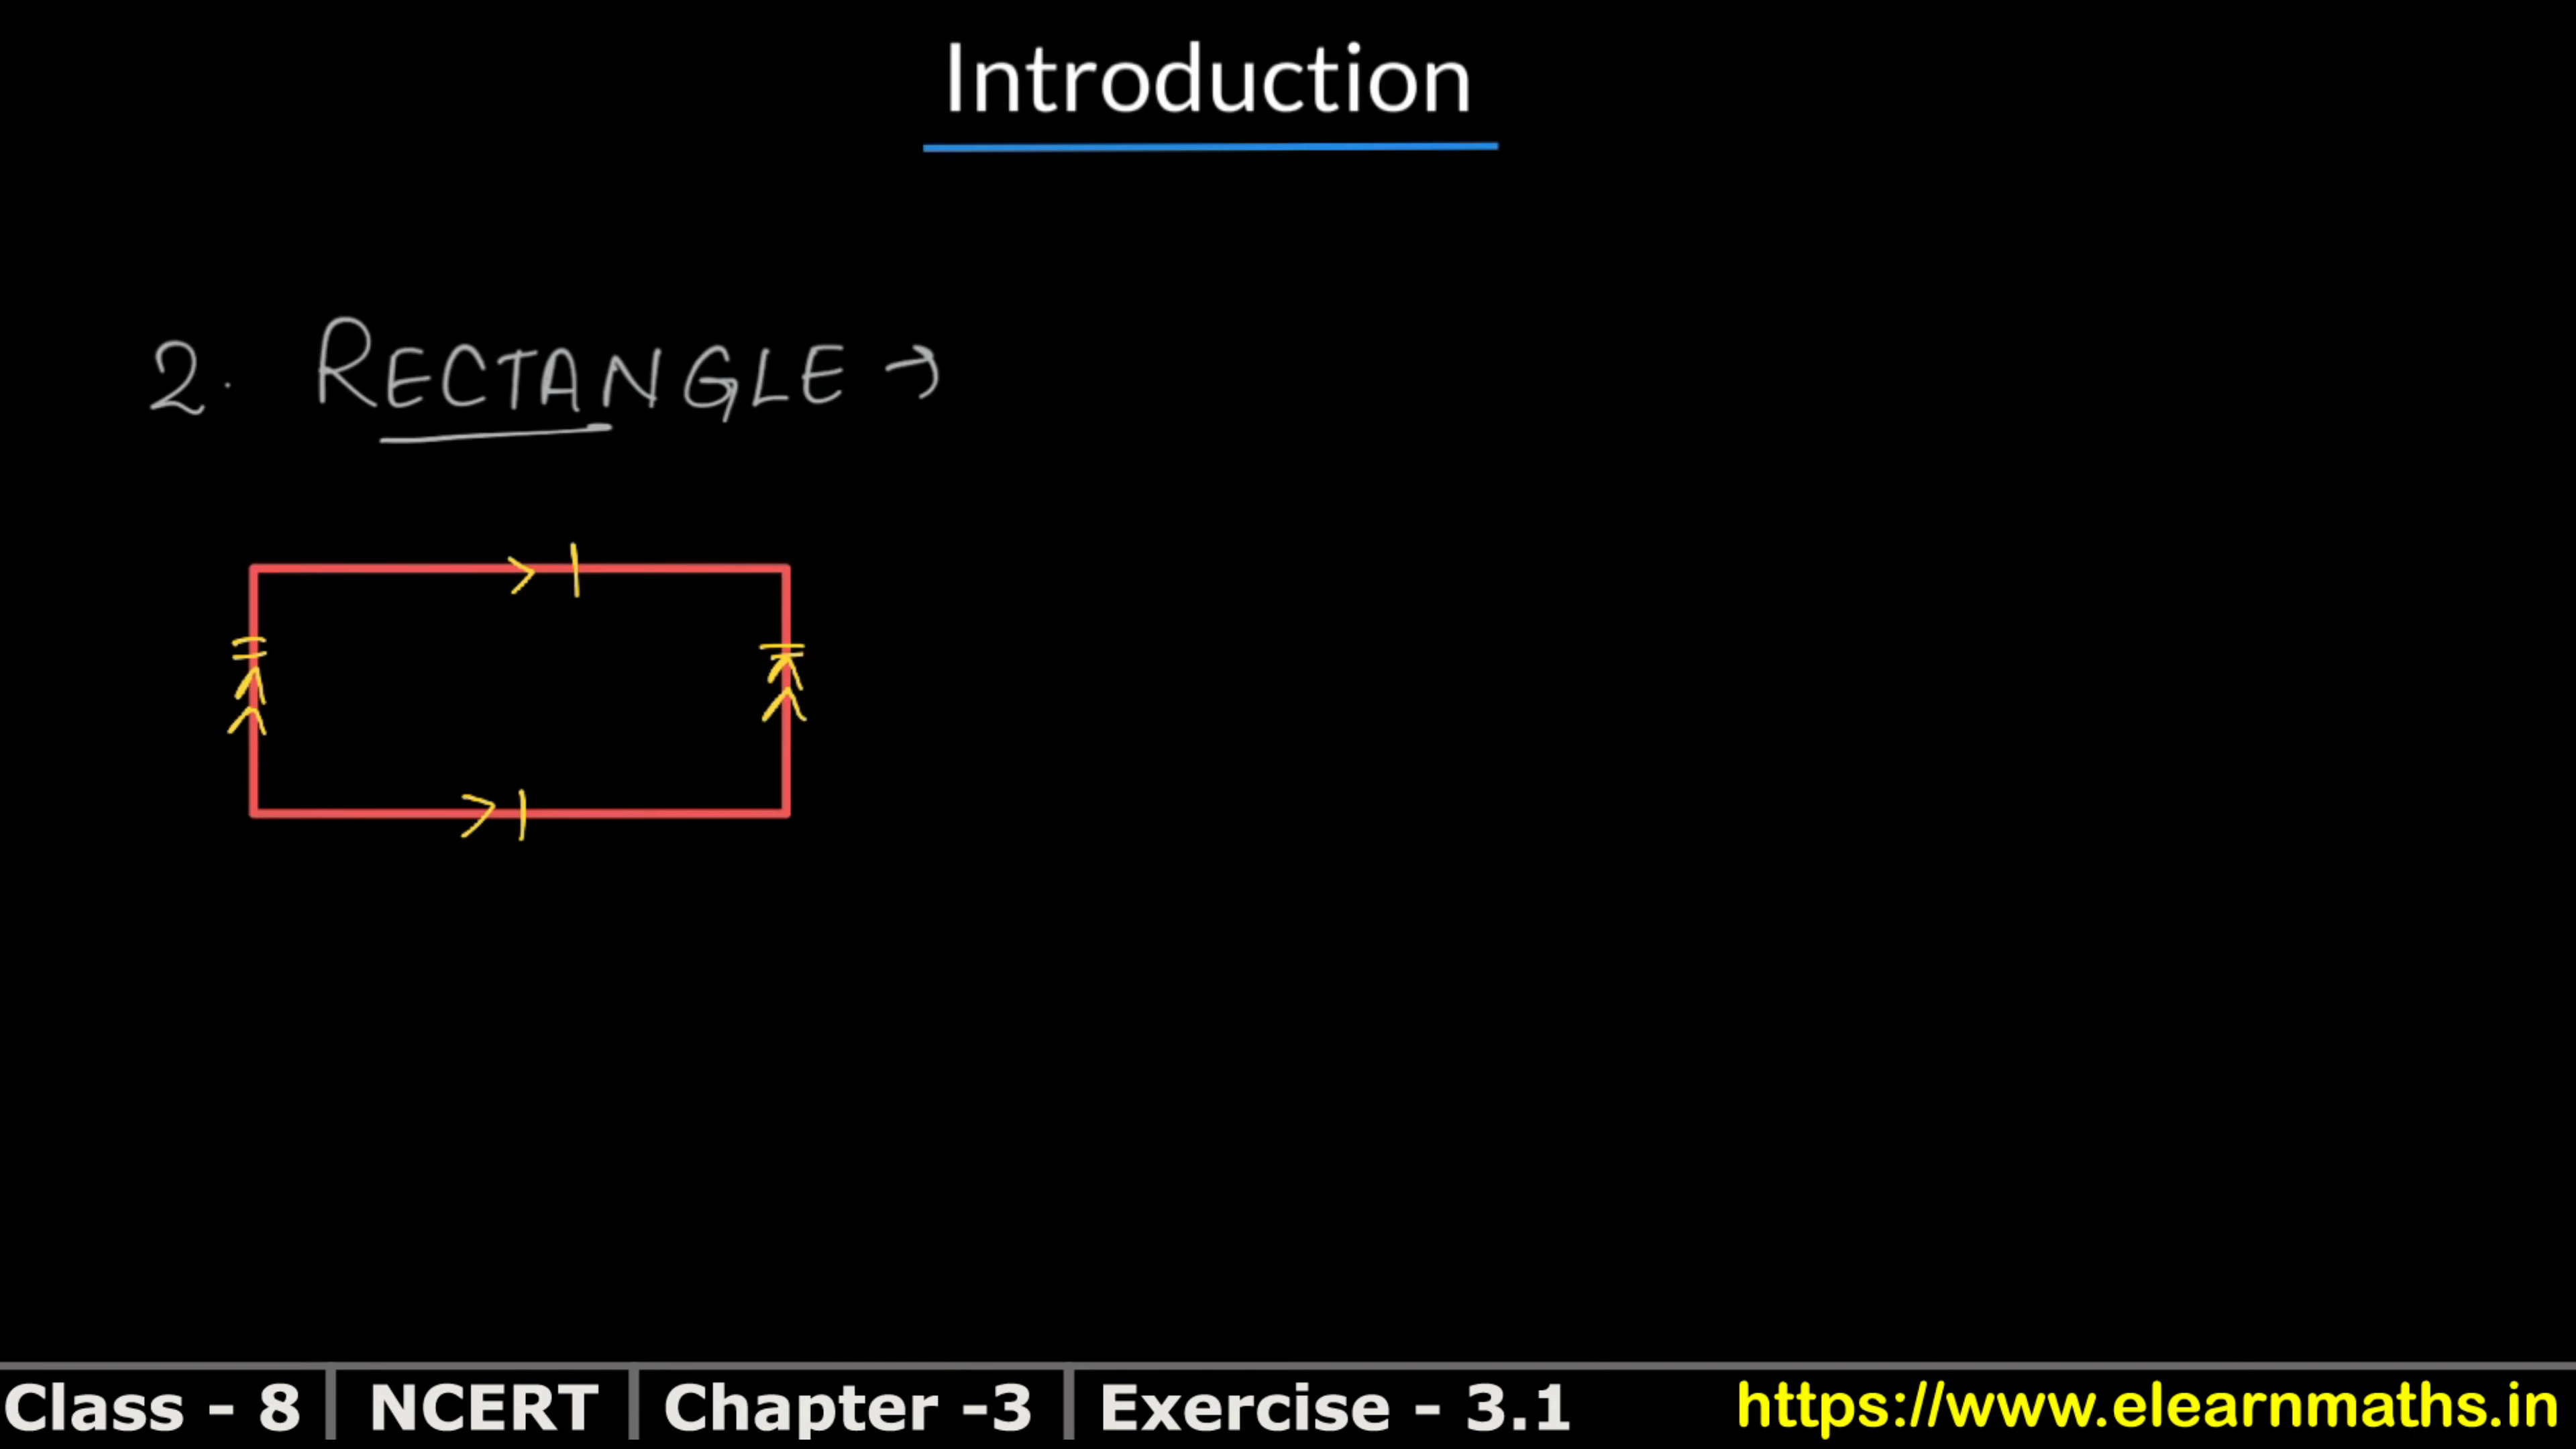 Introduction
2. RECTANGLE →
Class - 8 | NCERT | Chapter -3 | Exercise - 3.1 https://www.elearnmaths.in